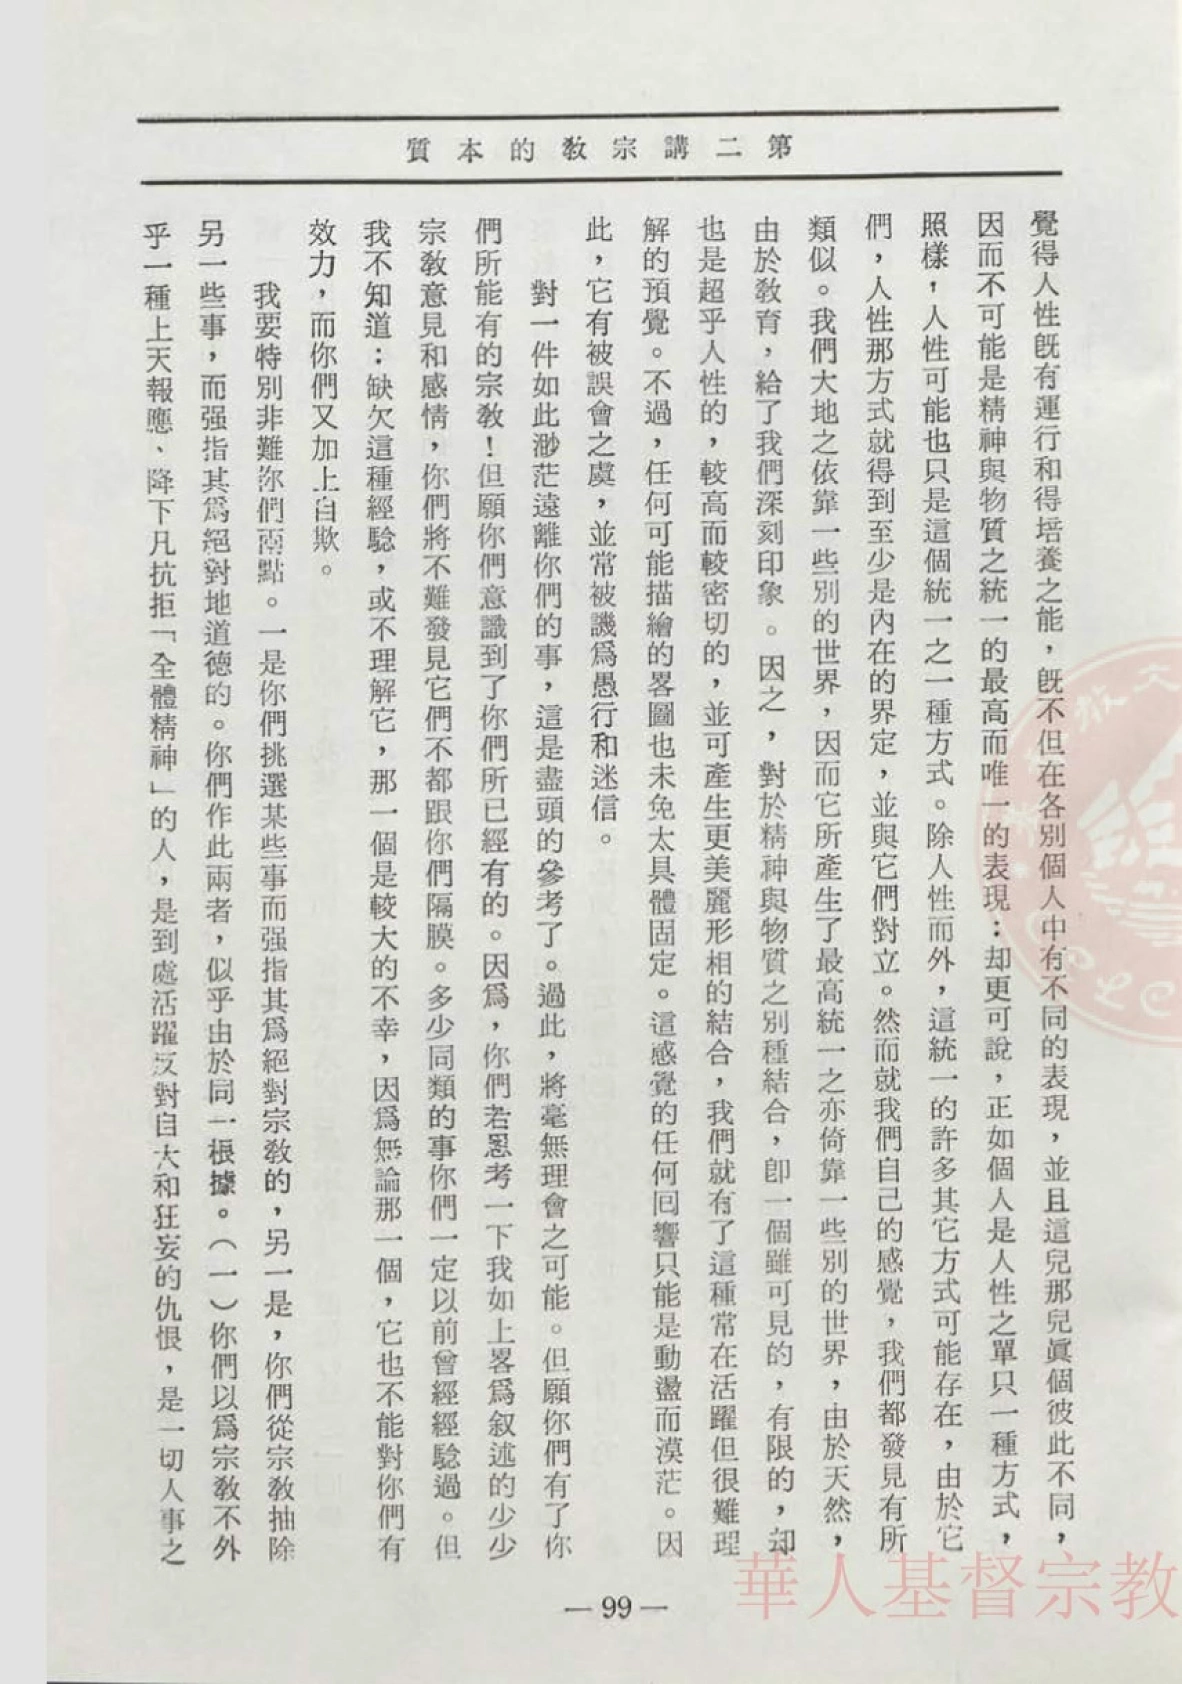 第二講宗敎的本質
覺得人性旣有運行和得培養之能，旣不但在各別個人中有不同的表現，並且這兒那兒眞個彼此不同，
因而不可能是精神與物質之統一的最高而唯一的表現：却更可說，正如個人是人性之單只一種方式，
照樣，人性可能也只是這個統一之一種方式。除人性而外，這統一的許多其它方式可能存在，由於它
們，人性那方式就得到至少是內在的界定，並與它們對立。然而就我們自己的感覺，我們都發見有所
類似。我們大地之依靠一些別的世界，因而它所產生了最高統一之亦倚靠一些別的世界，由於天然，
由於敎育，給了我們深刻印象。因之，對於精神與物質之別種結合，卽一個雖可見的，有限的，却
也是超乎人性的，較高而較密切的，並可產生更美麗形相的結合，我們就有了這種常在活躍但很難理
解的預覺。不過，任何可能描繪的畧圖也未免太具體固定。這感覺的任何回響只能是動盪而漠茫。因
此，它有被誤會之虞，並常被譏爲愚行和迷信。
對一件如此渺茫遠離你們的事，這是盡頭的參考了。過此，將毫無理會之可能。但願你們有了你
們所能有的宗敎！但願你們意識到了你們所已經有的。因爲，你們若思考一下我如上畧爲叙述的少少
宗敎意見和感情，你們將不難發見它們不都跟你們隔膜。多少同類的事你們一定以前曾經經驗過。但
我不知道：缺欠這種經驗，或不理解它，那一個是較大的不幸，因爲無論那一個，它也不能對你們有
效力，而你們又加上自欺。
我要特別非難你們兩點。一是你們挑選某些事而强指其爲絕對宗敎的，另一是，你們從宗敎抽除
另一些事，而强指其爲絕對地道德的。你們作此兩者，似乎由於同一根據。（一）你們以爲宗敎不外
乎一種上天報應、降下凡抗拒「全體精神」的人，是到處活躍反對自大和狂妄的仇恨，是一切人事之
—99—
華人基督宗教